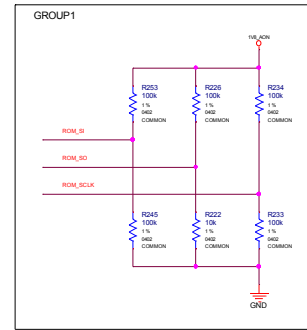 GROUP1
1V8_AON
R253
100k
1 %
0402
COMMON
R226
100k
1 %
0402
COMMON
R234
100k
1 %
0402
COMMON
ROM_SI
ROM_SO
ROM_SCLK
R245
100k
1 %
0402
COMMON
R222
10k
1 %
0402
COMMON
R233
100k
1 %
0402
COMMON
GND